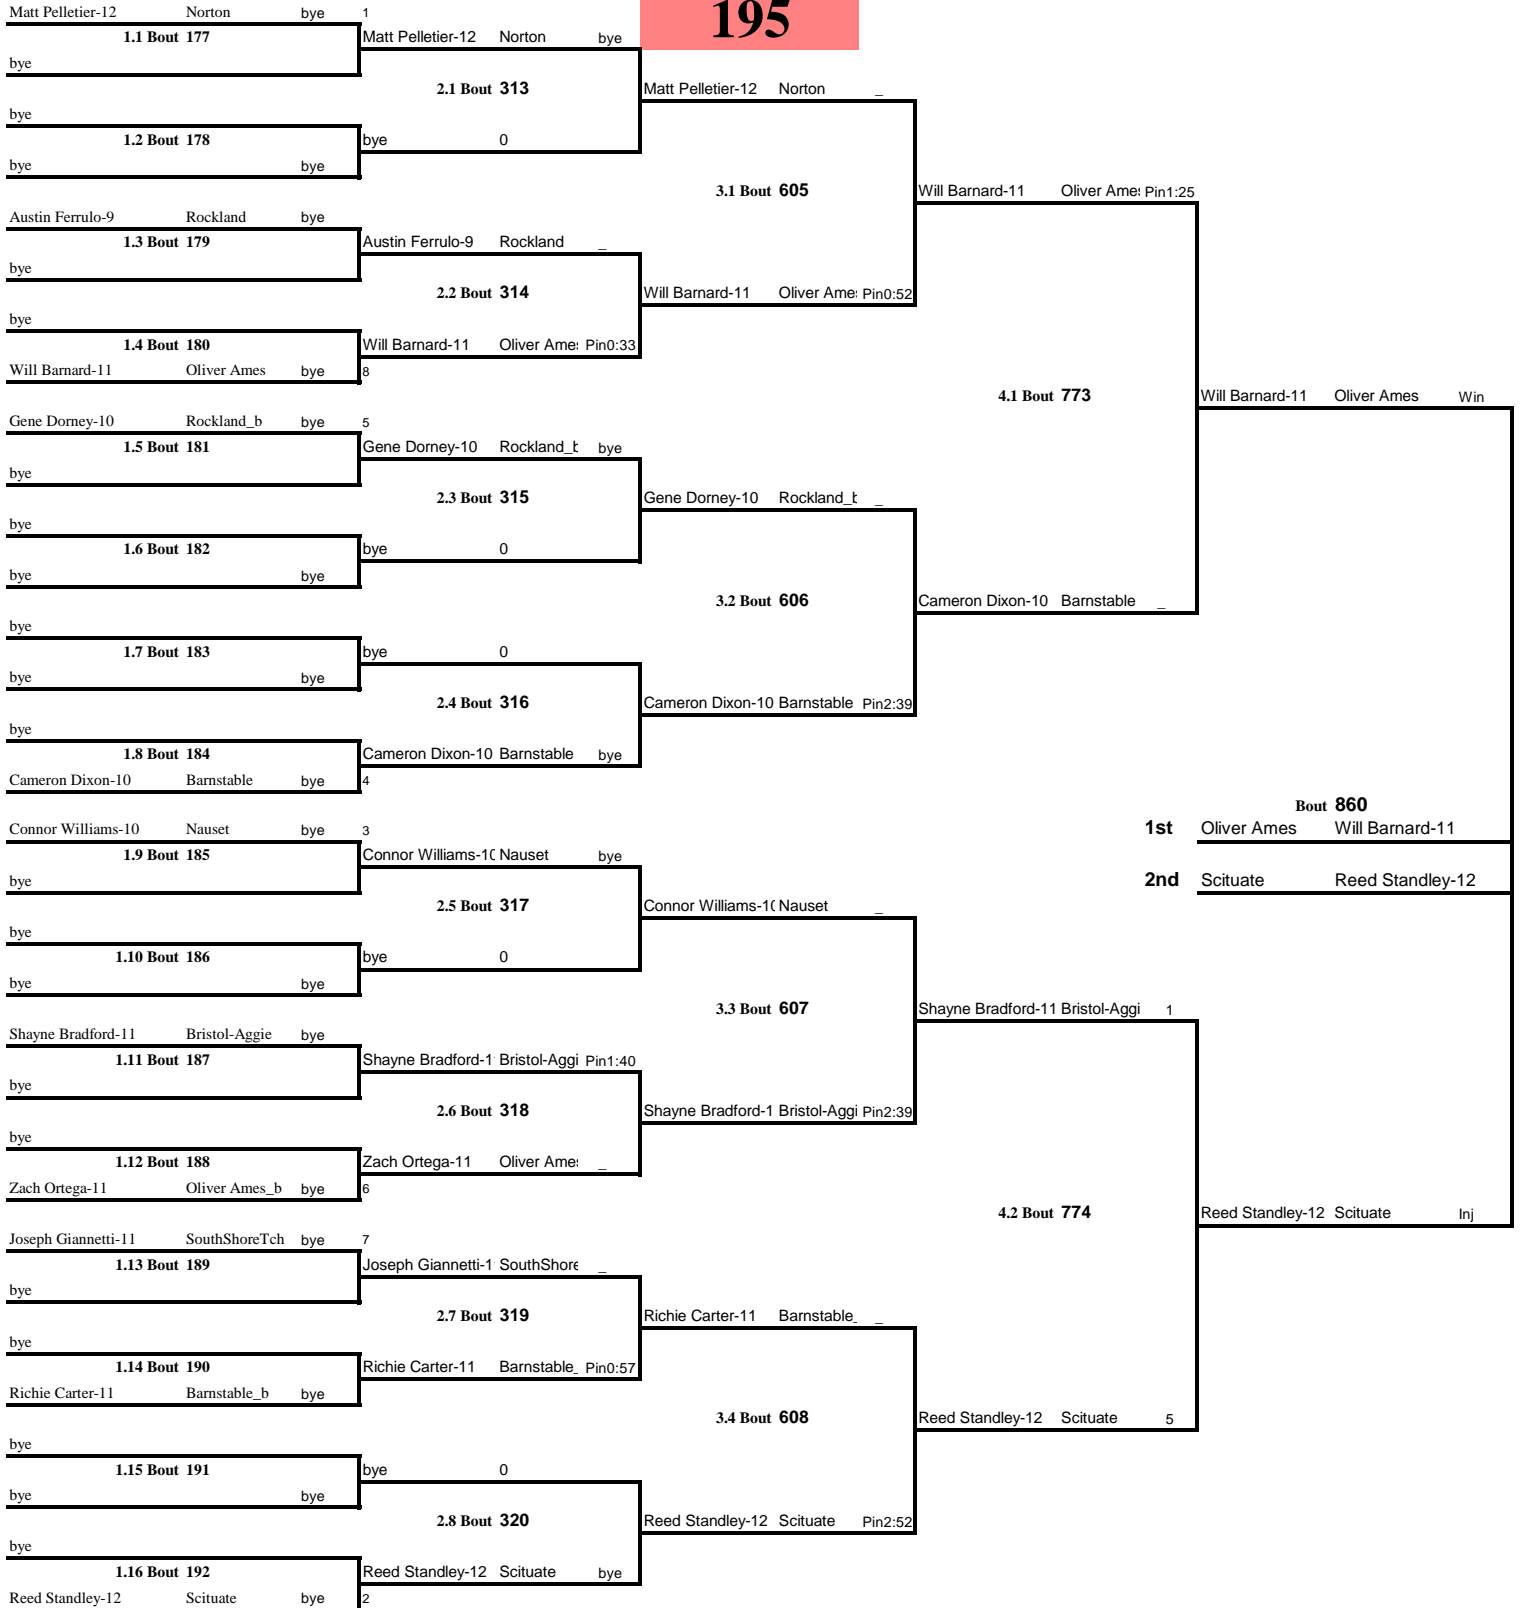 195
Matt Pelletier-12 Norton bye 1
1.1 Bout 177 Matt Pelletier-12 Norton bye
bye
2.1 Bout 313 Matt Pelletier-12 Norton _
bye
1.2 Bout 178 bye 0
bye bye
3.1 Bout 605 Will Barnard-11 Oliver Ame Pin1:25
Austin Ferrulo-9 Rockland bye
1.3 Bout 179 Austin Ferrulo-9 Rockland _
bye
2.2 Bout 314 Will Barnard-11 Oliver Ame Pin0:52
bye
1.4 Bout 180 Will Barnard-11 Oliver Ame Pin0:33
Will Barnard-11 Oliver Ames bye 8
4.1 Bout 773 Will Barnard-11 Oliver Ames Win
Gene Dorney-10 Rockland_b bye 5
1.5 Bout 181 Gene Dorney-10 Rockland_b bye
bye
2.3 Bout 315 Gene Dorney-10 Rockland_b _
bye
1.6 Bout 182 bye 0
bye bye
3.2 Bout 606 Cameron Dixon-10 Barnstable _
bye
1.7 Bout 183 bye 0
bye bye
2.4 Bout 316 Cameron Dixon-10 Barnstable Pin2:39
bye
1.8 Bout 184 Cameron Dixon-10 Barnstable bye
Cameron Dixon-10 Barnstable bye 4
Bout 860
Connor Williams-10 Nauset bye 3 1st Oliver Ames Will Barnard-11
1.9 Bout 185 Connor Williams-10 Nauset bye
bye 2nd Scituate Reed Standley-12
2.5 Bout 317 Connor Williams-10 Nauset _
bye
1.10 Bout 186 bye 0
bye bye
3.3 Bout 607 Shayne Bradford-11 Bristol-Aggi 1
Shayne Bradford-11 Bristol-Aggie bye
1.11 Bout 187 Shayne Bradford-1 Bristol-Aggi Pin1:40
bye
2.6 Bout 318 Shayne Bradford-1 Bristol-Aggi Pin2:39
bye
1.12 Bout 188 Zach Ortega-11 Oliver Ame _
Zach Ortega-11 Oliver Ames_b bye 6
4.2 Bout 774 Reed Standley-12 Scituate Inj
Joseph Giannetti-11 SouthShoreTch bye 7
1.13 Bout 189 Joseph Giannetti-1 SouthShore _
bye
2.7 Bout 319 Richie Carter-11 Barnstable_ _
bye
1.14 Bout 190 Richie Carter-11 Barnstable_ Pin0:57
Richie Carter-11 Barnstable_b bye
3.4 Bout 608 Reed Standley-12 Scituate 5
bye
1.15 Bout 191 bye 0
bye bye
2.8 Bout 320 Reed Standley-12 Scituate Pin2:52
bye
1.16 Bout 192 Reed Standley-12 Scituate bye
Reed Standley-12 Scituate bye 2